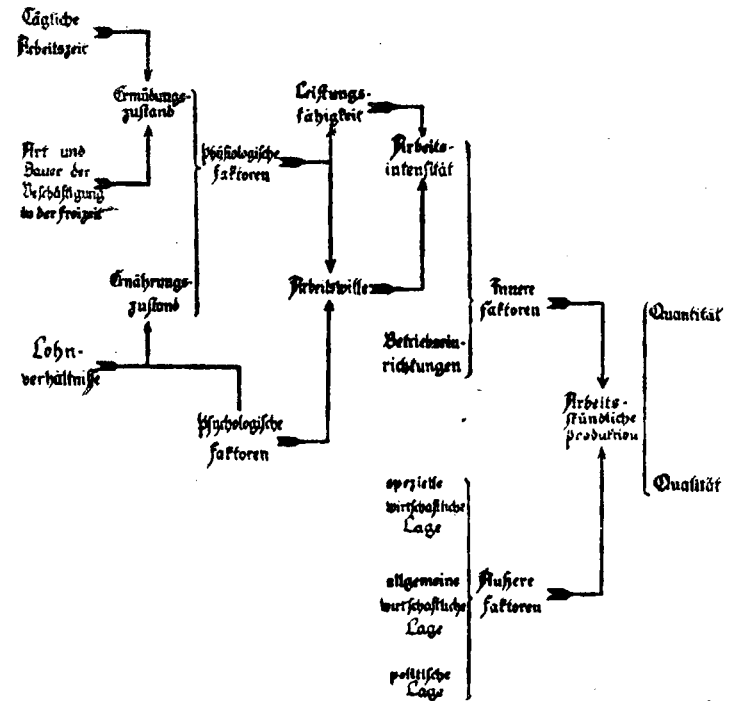 Tägliche
Arbeitszeit
Ermüdungs-
zustand
Art und
Dauer der
Beschäftigung
in der Freizeit
Physiologische
Faktoren
Leistungs-
fähigkeit
Arbeits-
intensität
Ernährungs-
zustand
Arbeitswille
Lohn-
verhältnisse
Psychologische
Faktoren
Betriebsein-
richtungen
Innere
Faktoren
Arbeits-
stündliche
Produktion
Quantität
Qualität
spezielle
wirtschaftliche
Lage
allgemeine
wirtschaftliche
Lage
politische
Lage
Äußere
Faktoren